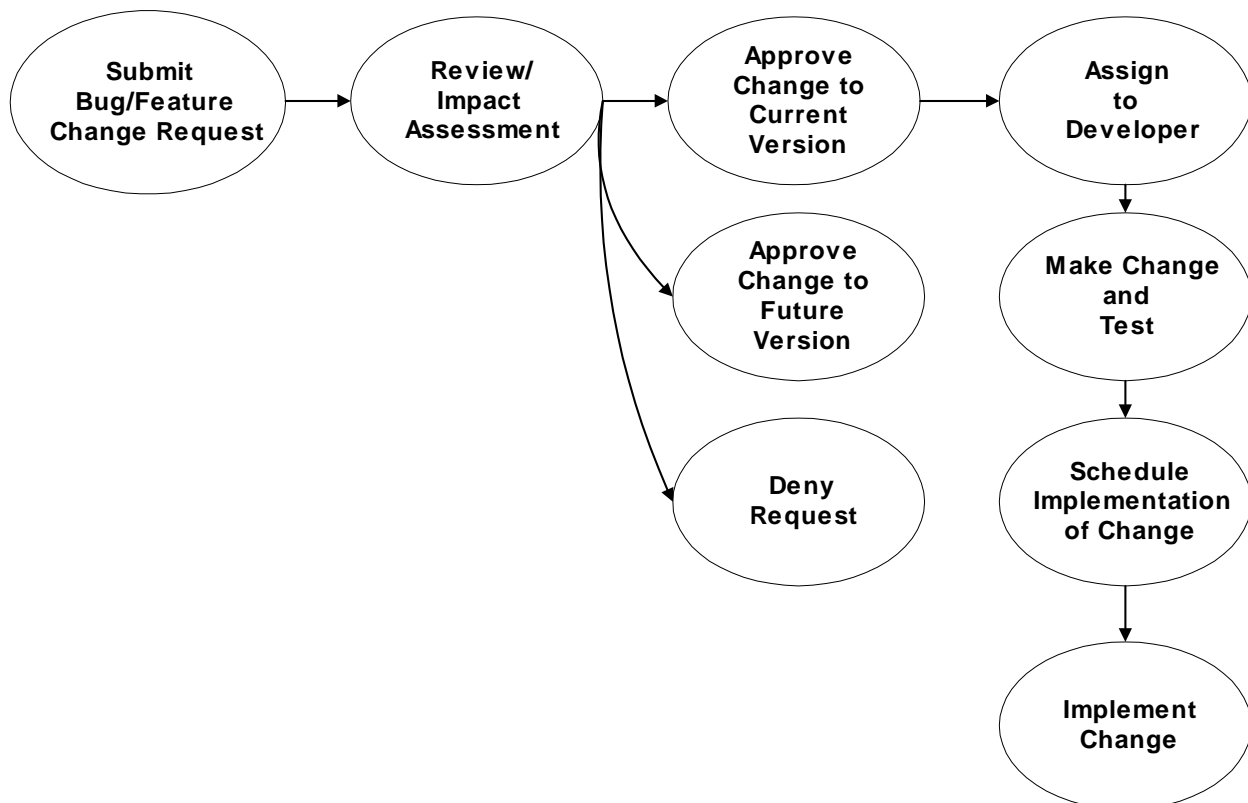 Submit
Bug/Feature
Change Request
Review/
Impact
Assessment
Approve
Change to
Current
Version
Assign
to
Developer
Approve
Change to
Future
Version
Make Change
and
Test
Deny
Request
Schedule
Implementation
of Change
Implement
Change